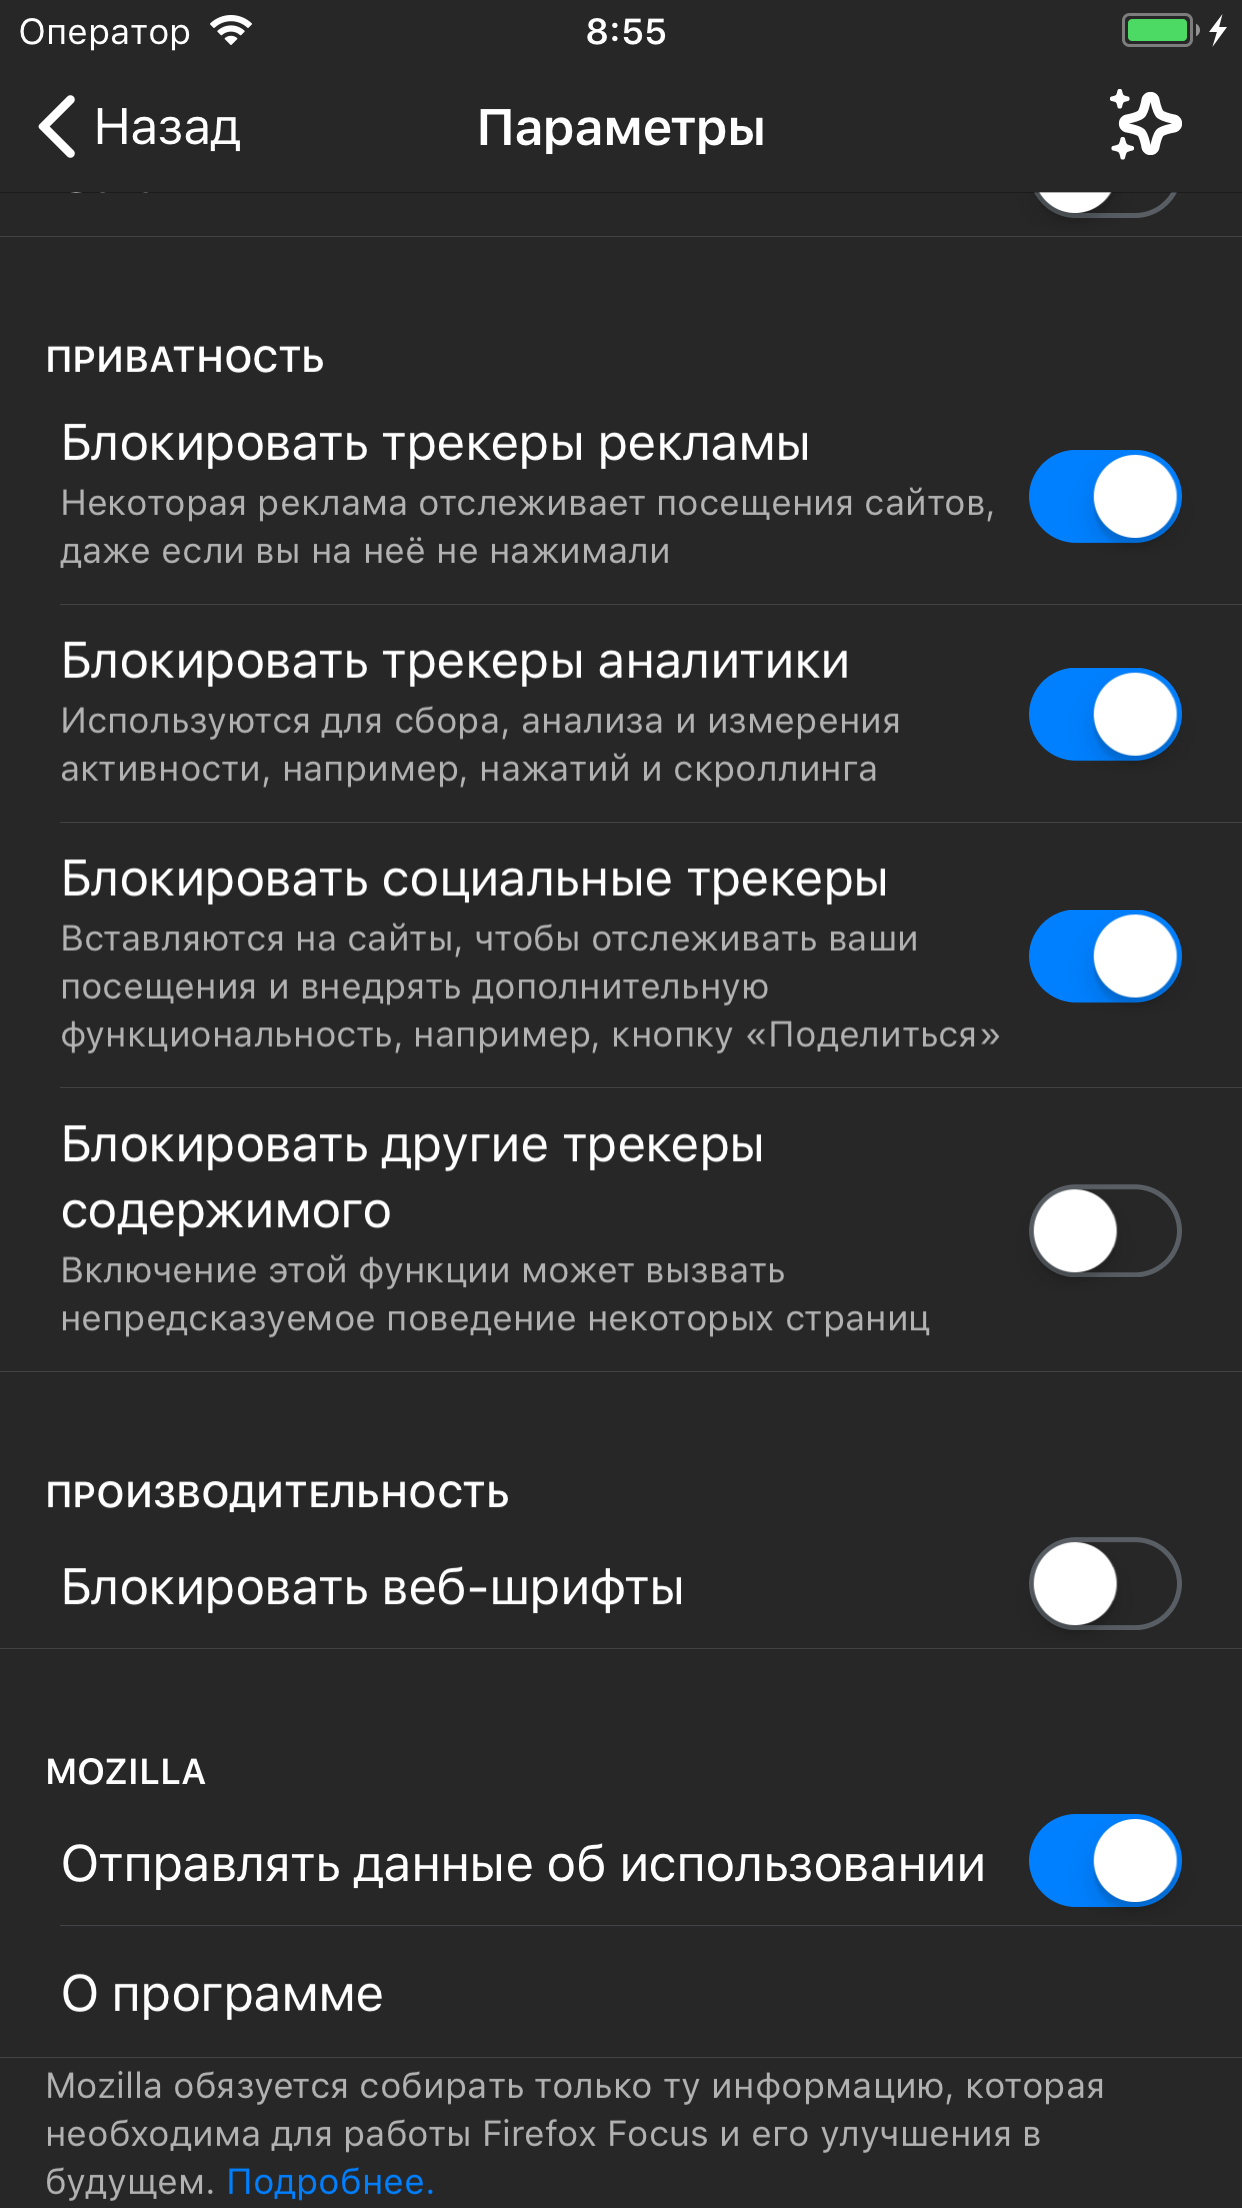 Оператор 8:55
Назад Параметры
ПРИВАТНОСТЬ
Блокировать трекеры рекламы
Некоторая реклама отслеживает посещения сайтов,
даже если вы на неё не нажимали
Блокировать трекеры аналитики
Используются для сбора, анализа и измерения
активности, например, нажатий и скроллинга
Блокировать социальные трекеры
Вставляются на сайты, чтобы отслеживать ваши
посещения и внедрять дополнительную
функциональность, например, кнопку «Поделиться»
Блокировать другие трекеры
содержимого
Включение этой функции может вызвать
непредсказуемое поведение некоторых страниц
ПРОИЗВОДИТЕЛЬНОСТЬ
Блокировать веб-шрифты
MOZILLA
Отправлять данные об использовании
О программе
Mozilla обязуется собирать только ту информацию, которая
необходима для работы Firefox Focus и его улучшения в
будущем. Подробнее.